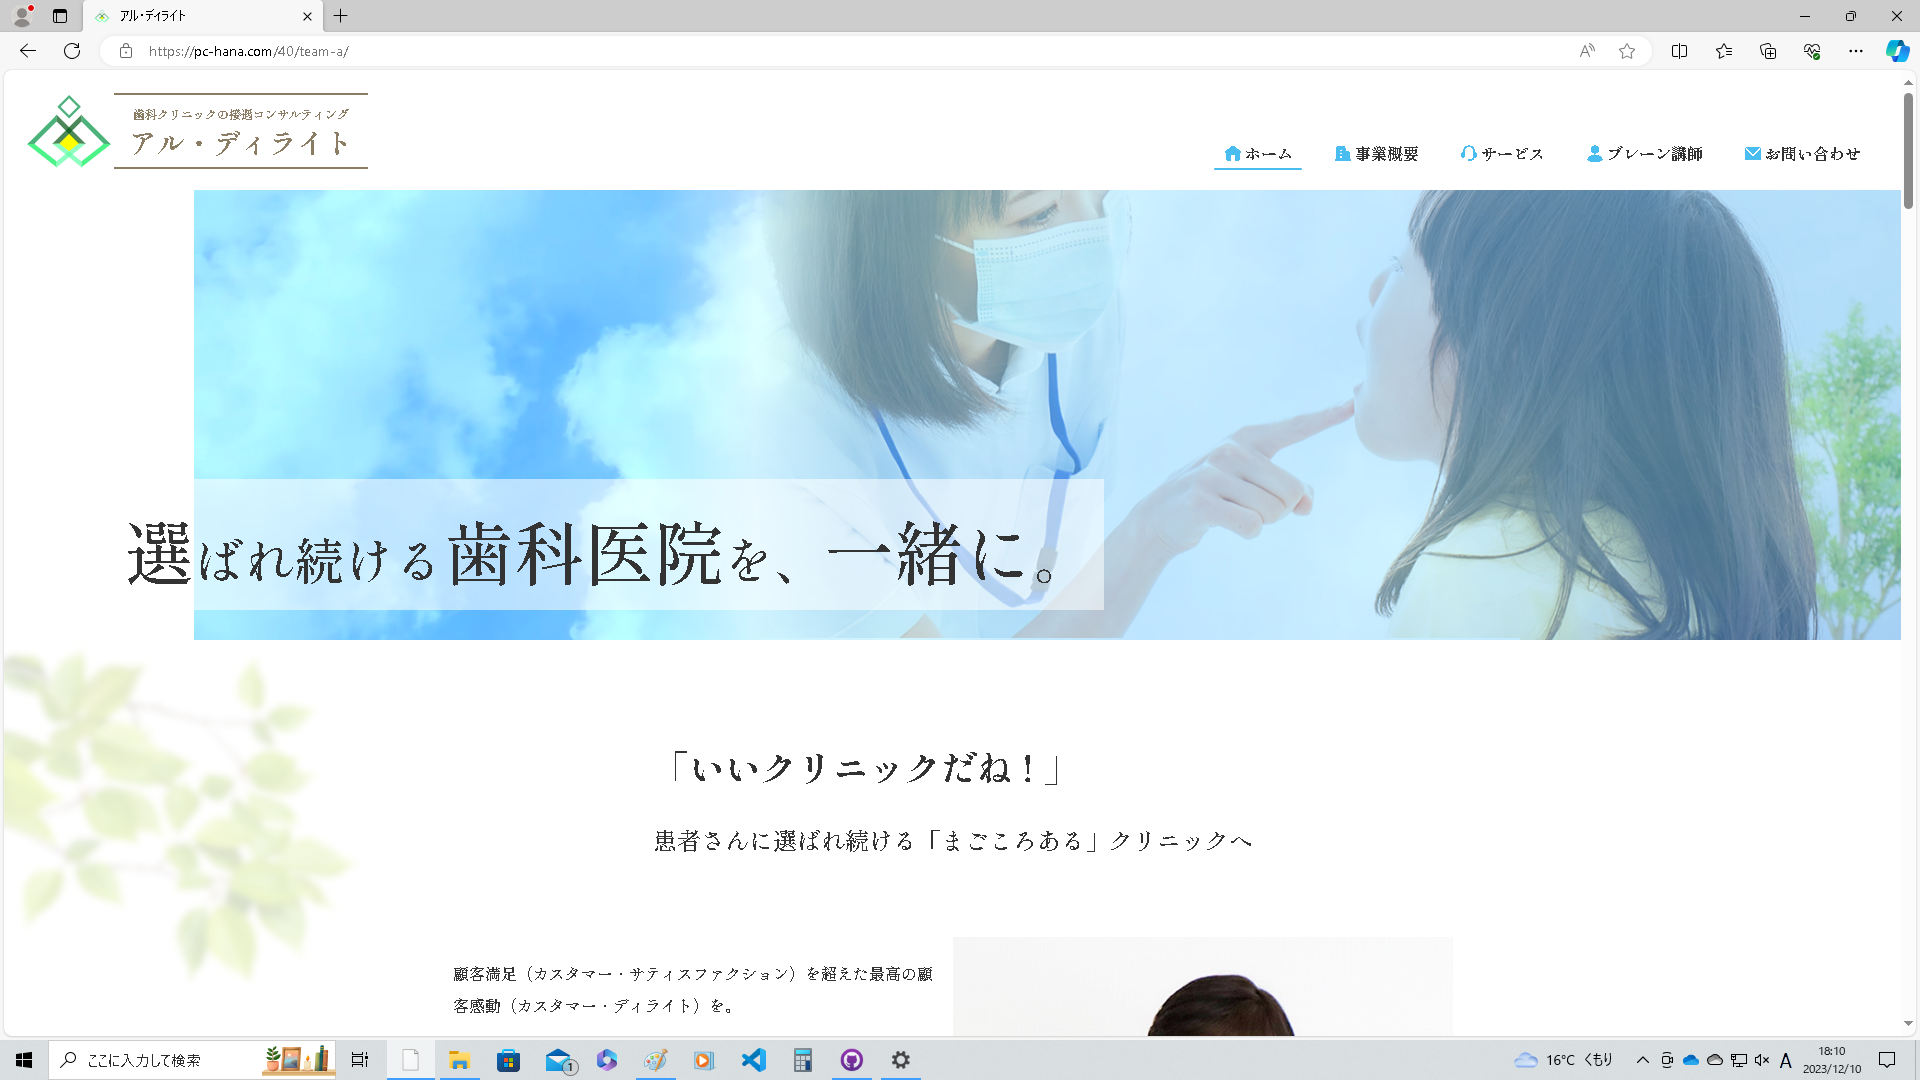 アル・ディライト
https://pc-hana.com/40/team-a/
歯科クリニックの接遇コンサルティング
アル・ディライト
ホーム
事業概要
サービス
ブレーン講師
お問い合わせ
選ばれ続ける歯科医院を、一緒に。
「いいクリニックだね！」
患者さんに選ばれ続ける「まごころある」クリニックへ
顧客満足（カスタマー・サティスファクション）を超えた最高の顧
客感動（カスタマー・ディライト）を。
ここに入力して検索
1
16°C くもり
A
18:10
2023/12/10